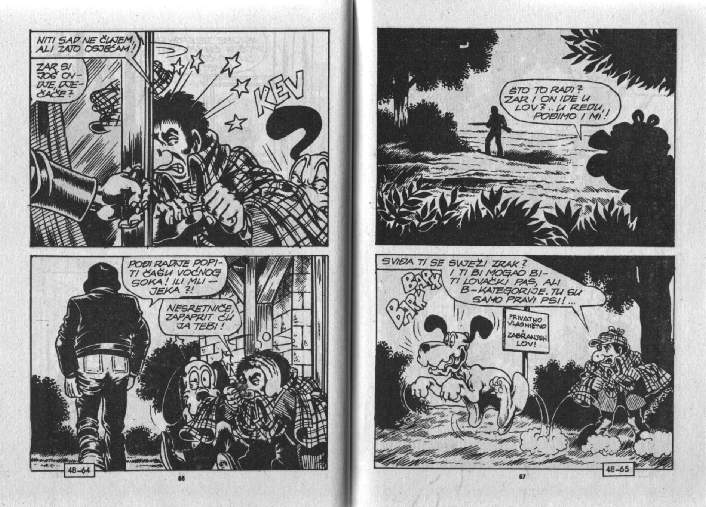 NITI SAD NE ČUJEM,
ALI ZATO OSJEĆAM!
ZAR SI
JOŠ OV-
DJE, DJE-
ČAČE?
KEV
?
POĐI RADIJE POPI-
TI ČAŠU VOĆNOG
SOKA! ILI MLI-
JEKA?!
NESRETNIČE,
ZAPAPRIT ĆU
JA TEBI!
48-64
66
ŠTO TO RADI?
ZAR I ON IDE U
LOV?.. U REDU,
POĐIMO I MI!
SVIĐA TI SE SVJEŽI ZRAK?
I TI BI MOGAO BI-
TI LOVAČKI PAS, ALI
B-KATEGORIJE. TU SU
SAMO PRAVI PSI!...
PRIVATNO
VLASNIŠTVO
ZABRANJEN
LOV!
48-65
67